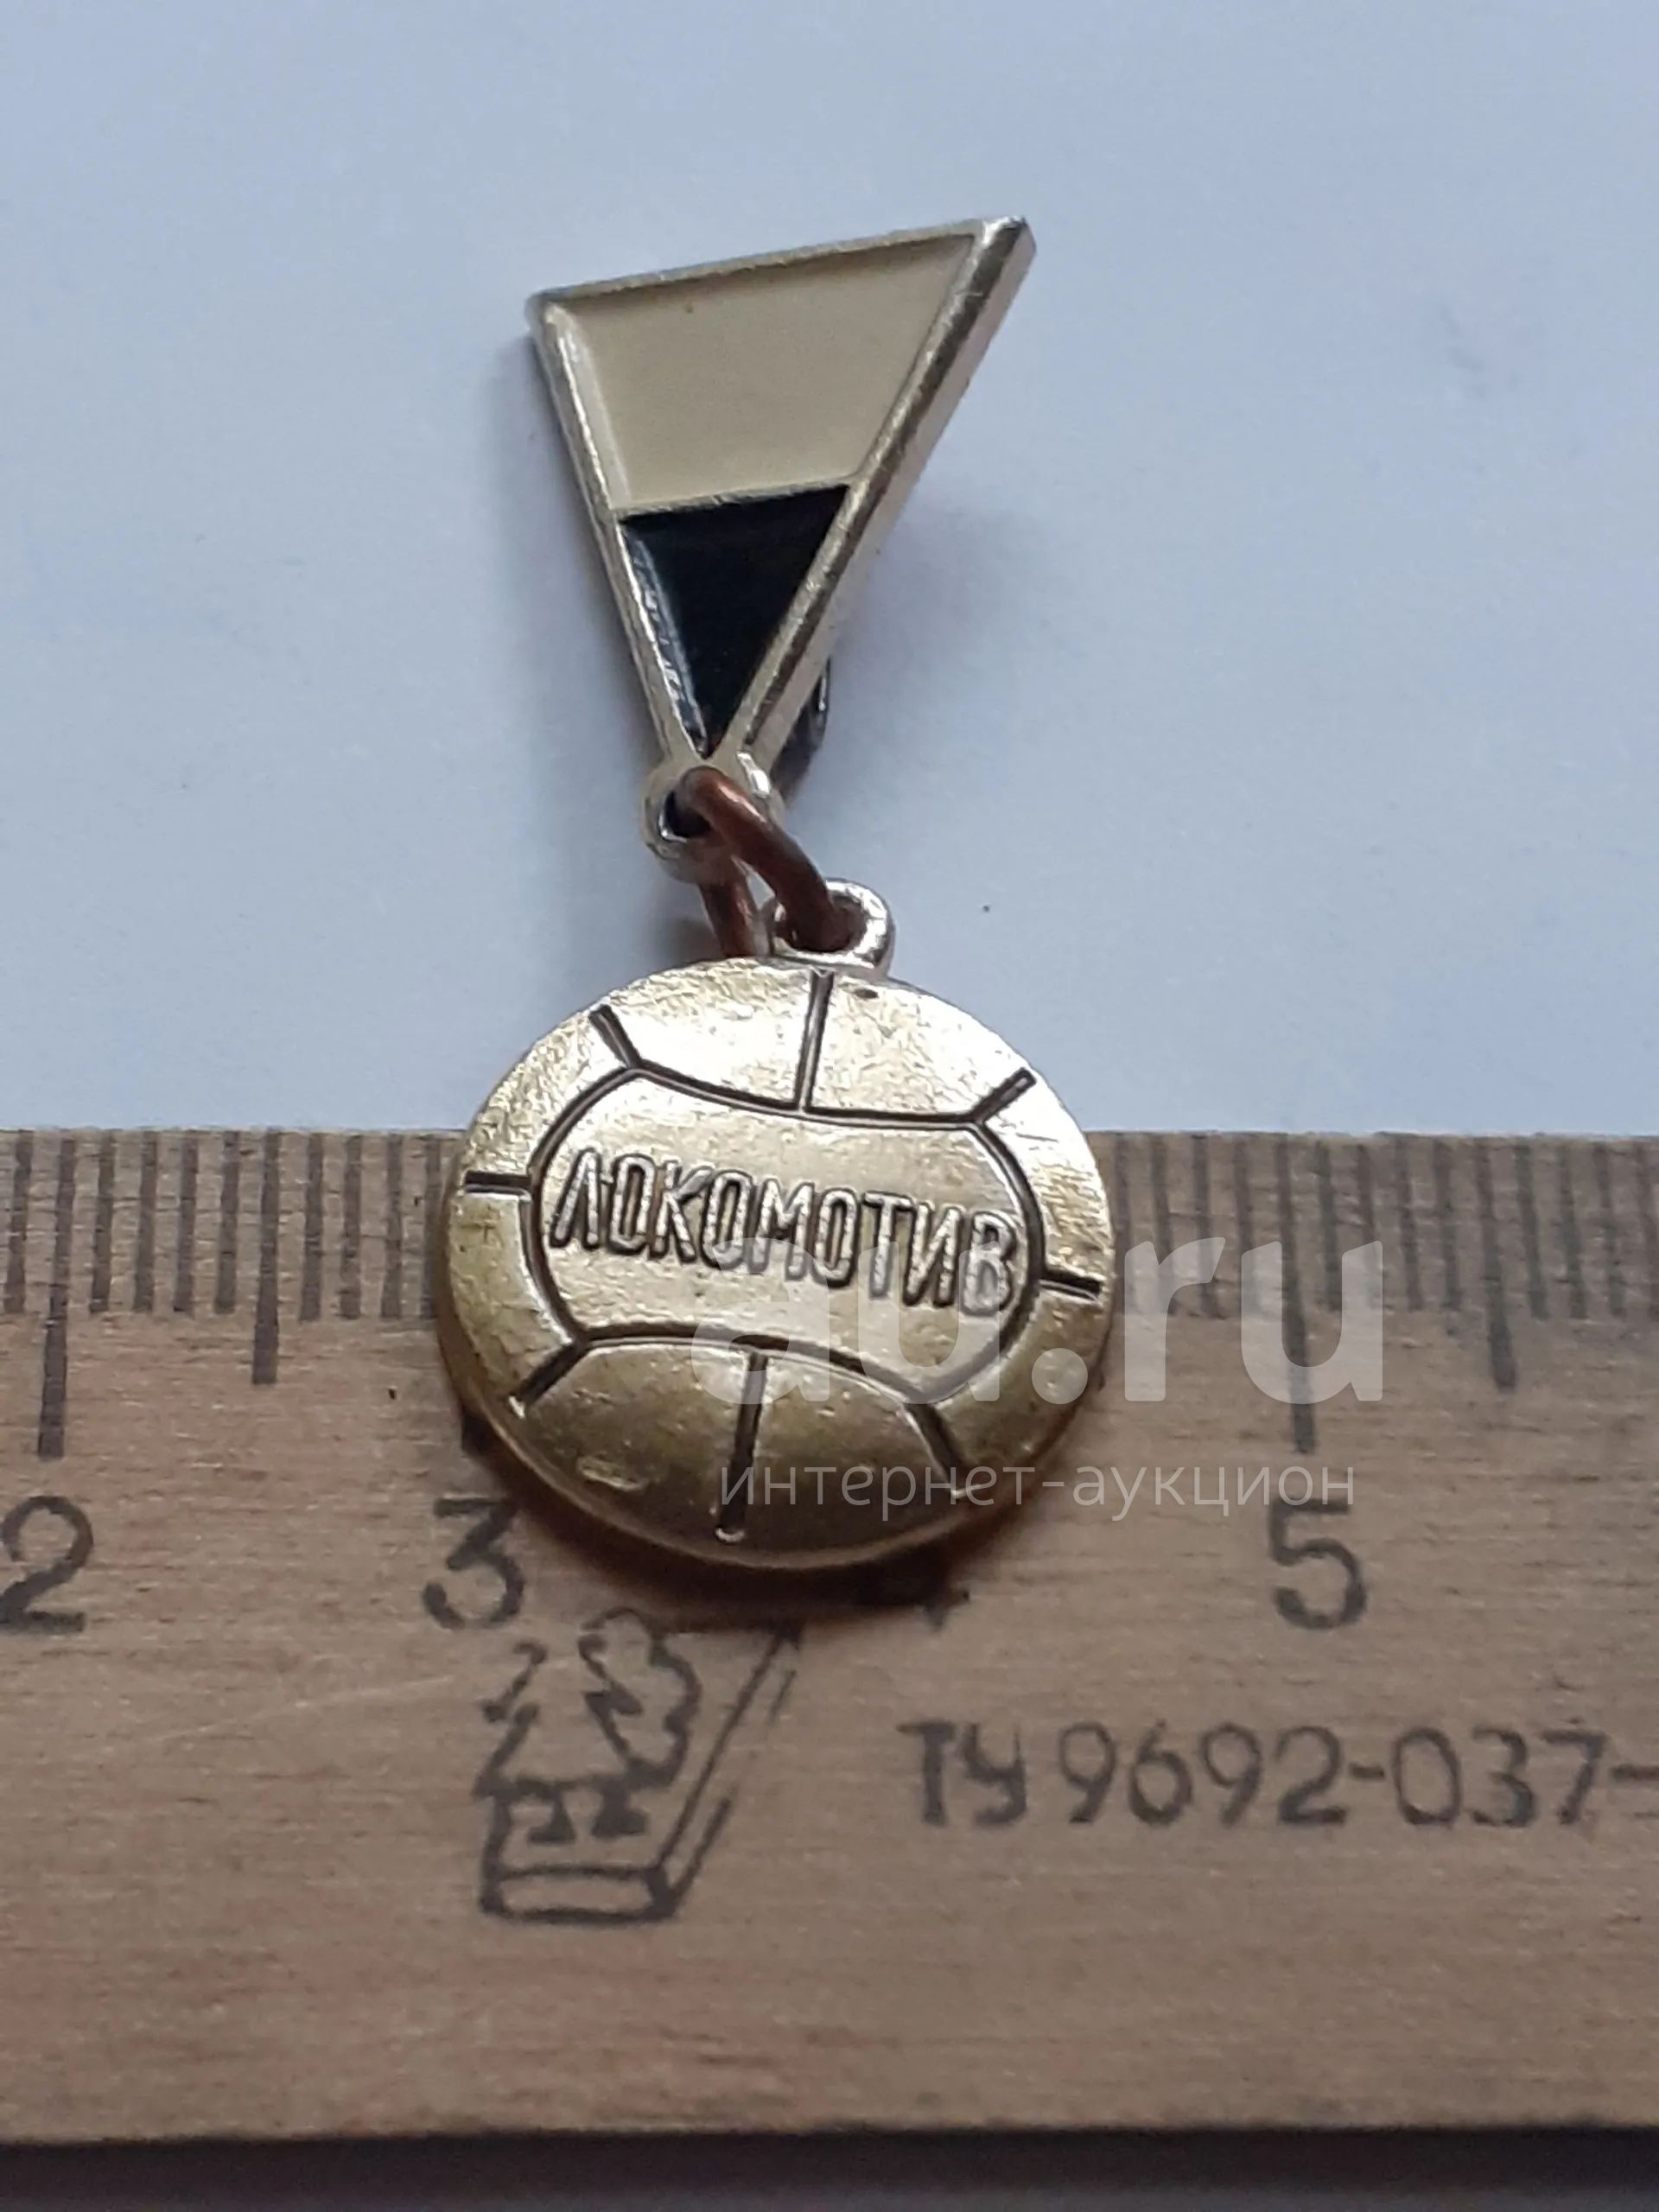 ЛОКОМОТИВ
au.ru
интернет-аукцион
2 3 5
ТУ 9692-037-